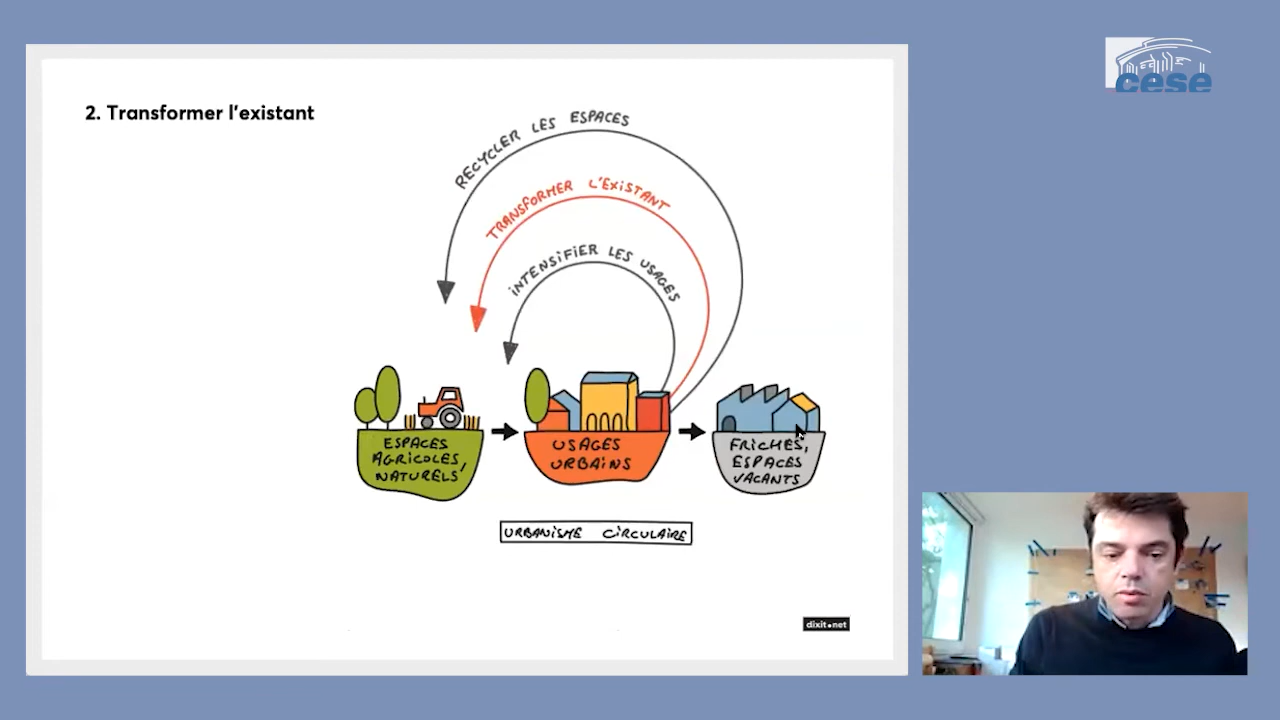 cese
2. Transformer l'existant
RECYCLER LES ESPACES
TRANSFORMER L'EXISTANT
INTENSIFIER LES USAGES
ESPACES
AGRICOLES,
NATURELS
USAGES
URBAINS
FRICHES,
ESPACES
VACANTS
URBANISME CIRCULAIRE
dixit.net